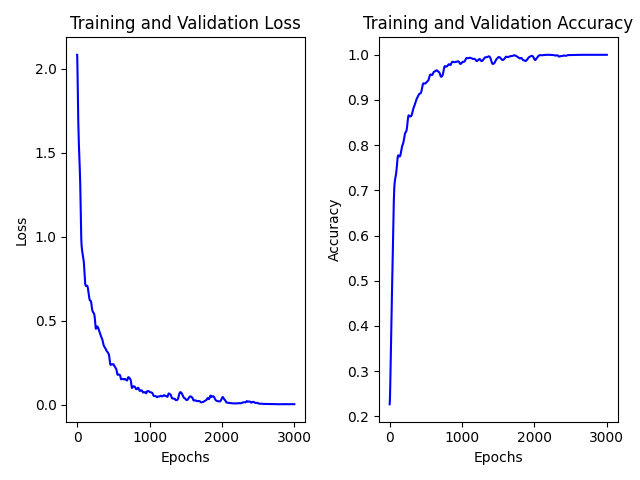 Training and Validation Loss
2.0
1.5
1.0
0.5
0.0
Loss
0 1000 2000 3000
Epochs
Training and Validation Accuracy
1.0
0.9
0.8
0.7
0.6
0.5
0.4
0.3
0.2
Accuracy
0 1000 2000 3000
Epochs